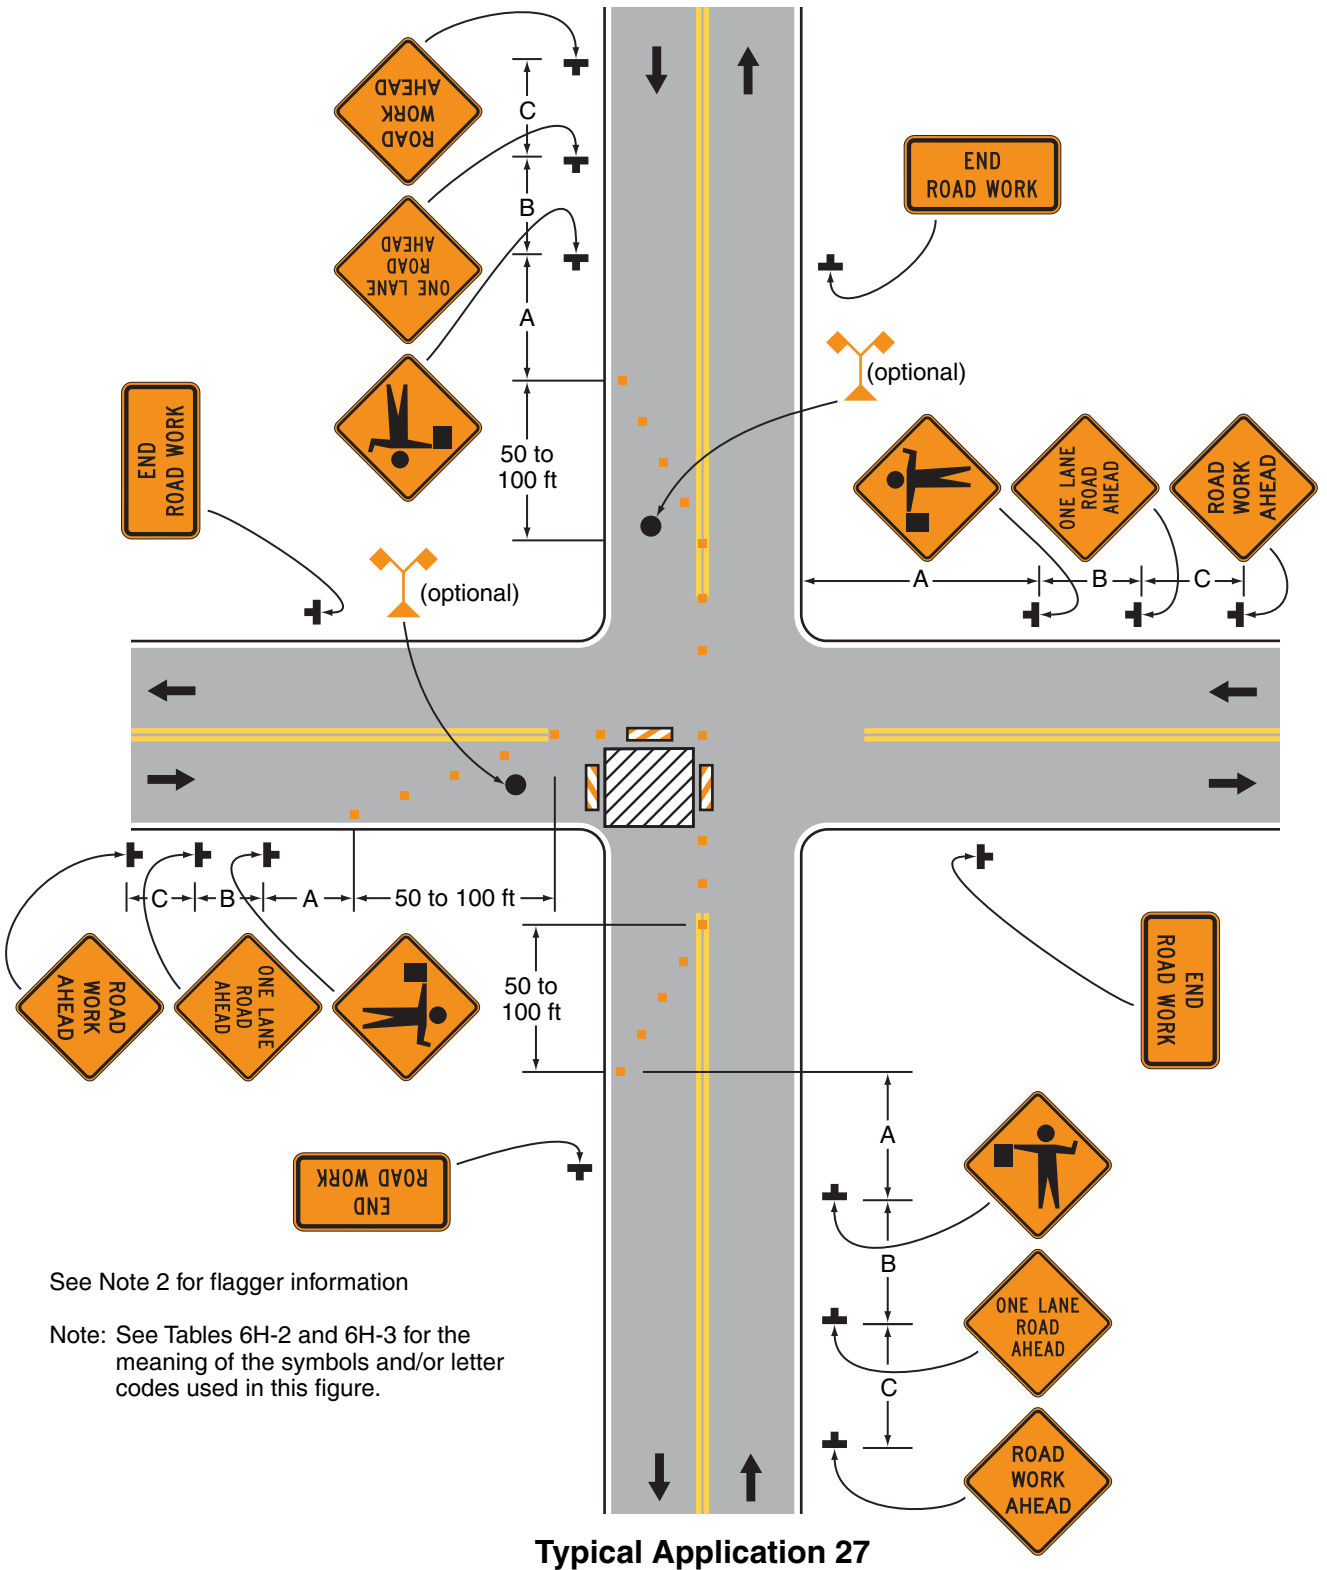 ROAD
WORK
AHEAD
C
END
ROAD WORK
B
ONE LANE
ROAD
AHEAD
A
(optional)
END
ROAD WORK
50 to
100 ft
ONE LANE
ROAD
AHEAD
ROAD
WORK
AHEAD
A
B
C
(optional)
C
B
A
50 to 100 ft
ROAD
WORK
AHEAD
ONE LANE
ROAD
AHEAD
50 to
100 ft
END
ROAD WORK
A
END
ROAD WORK
B
ONE LANE
ROAD
AHEAD
C
ROAD
WORK
AHEAD
See Note 2 for flagger information
Note: See Tables 6H-2 and 6H-3 for the
meaning of the symbols and/or letter
codes used in this figure.
Typical Application 27